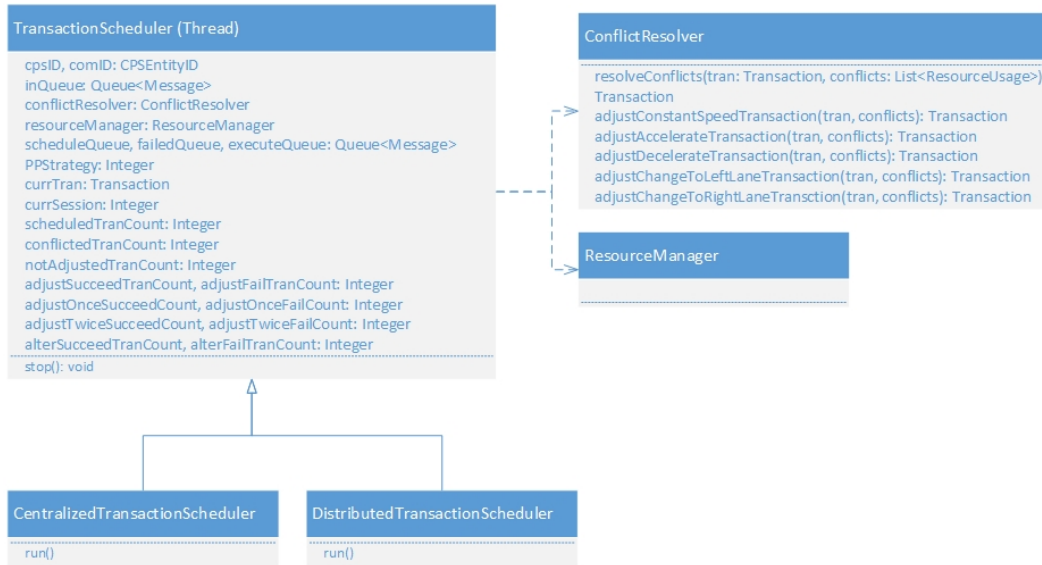 TransactionScheduler (Thread)
cpsID, comID: CPSEntityID
inQueue: Queue<Message>
conflictResolver: ConflictResolver
resourceManager: ResourceManager
scheduleQueue, failedQueue, executeQueue: Queue<Message>
PPStrategy: Integer
currTran: Transaction
currSession: Integer
scheduledTranCount: Integer
conflictedTranCount: Integer
notAdjustedTranCount: Integer
adjustSucceedTranCount, adjustFailTranCount: Integer
adjustOnceSucceedCount, adjustOnceFailCount: Integer
adjustTwiceSucceedCount, adjustTwiceFailCount: Integer
alterSucceedTranCount, alterFailTranCount: Integer
stop(): void
ConflictResolver
resolveConflicts(tran: Transaction, conflicts: List<ResourceUsage>)
Transaction
adjustConstantSpeedTransaction(tran, conflicts): Transaction
adjustAccelerateTransaction(tran, conflicts): Transaction
adjustDecelerateTransaction(tran, conflicts): Transaction
adjustChangeToLeftLaneTransaction(tran, conflicts): Transaction
adjustChangeToRightLaneTransction(tran, conflicts): Transaction
ResourceManager
CentralizedTransactionScheduler
run()
DistributedTransactionScheduler
run()